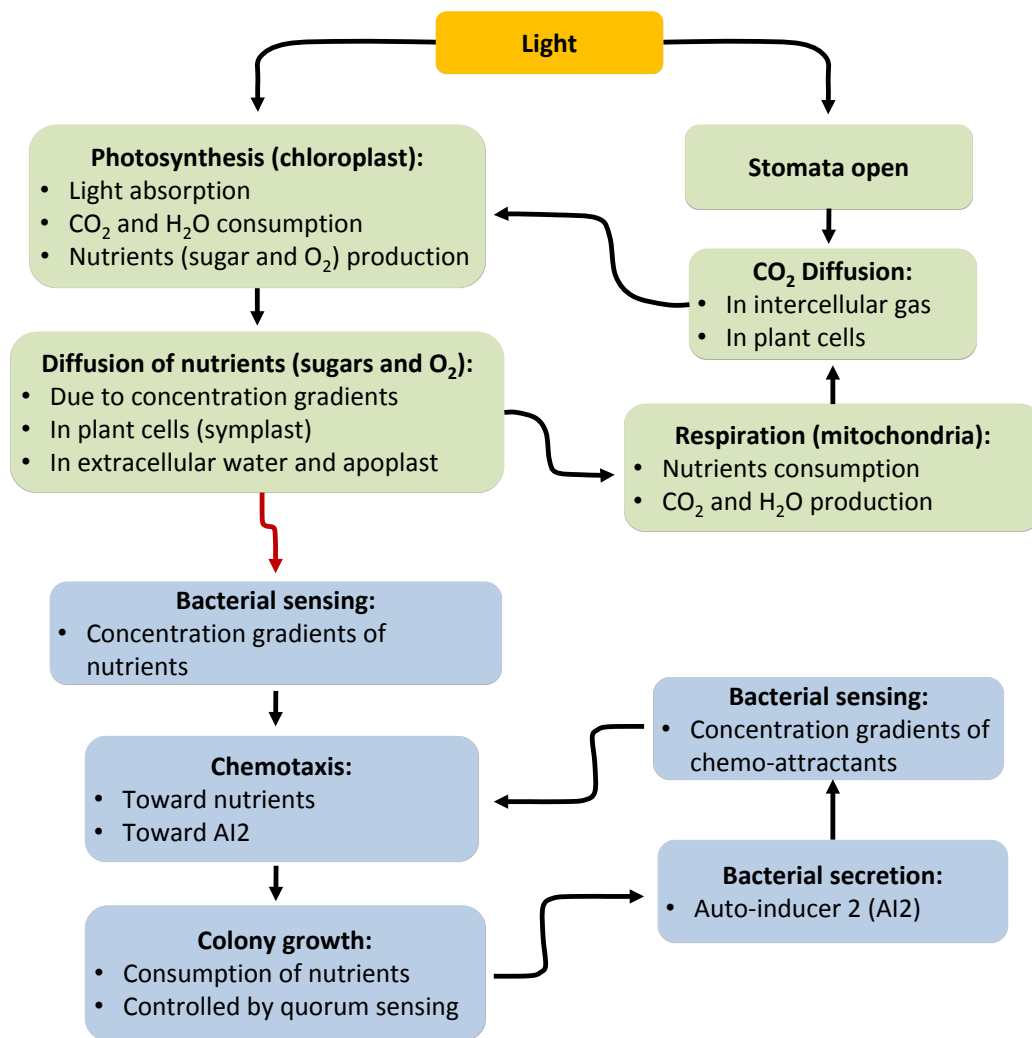 Light
Photosynthesis (chloroplast):
• Light absorption
• CO₂ and H₂O consumption
• Nutrients (sugar and O₂) production
Stomata open
CO₂ Diffusion:
• In intercellular gas
• In plant cells
Diffusion of nutrients (sugars and O₂):
• Due to concentration gradients
• In plant cells (symplast)
• In extracellular water and apoplast
Respiration (mitochondria):
• Nutrients consumption
• CO₂ and H₂O production
Bacterial sensing:
• Concentration gradients of
nutrients
Bacterial sensing:
• Concentration gradients of
chemo-attractants
Chemotaxis:
• Toward nutrients
• Toward AI2
Bacterial secretion:
• Auto-inducer 2 (AI2)
Colony growth:
• Consumption of nutrients
• Controlled by quorum sensing